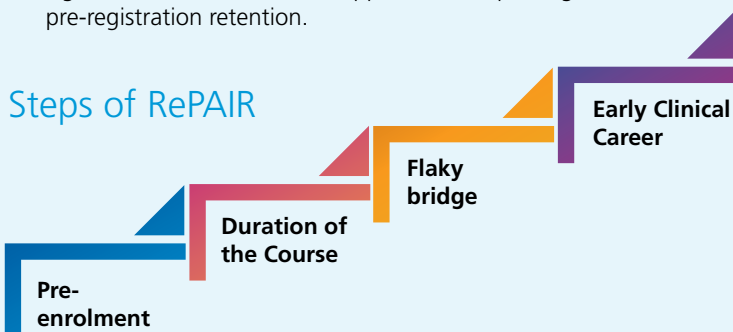 pre-registration retention.
Steps of RePAIR
Early Clinical
Career
Flaky
bridge
Duration of
the Course
Pre-
enrolment